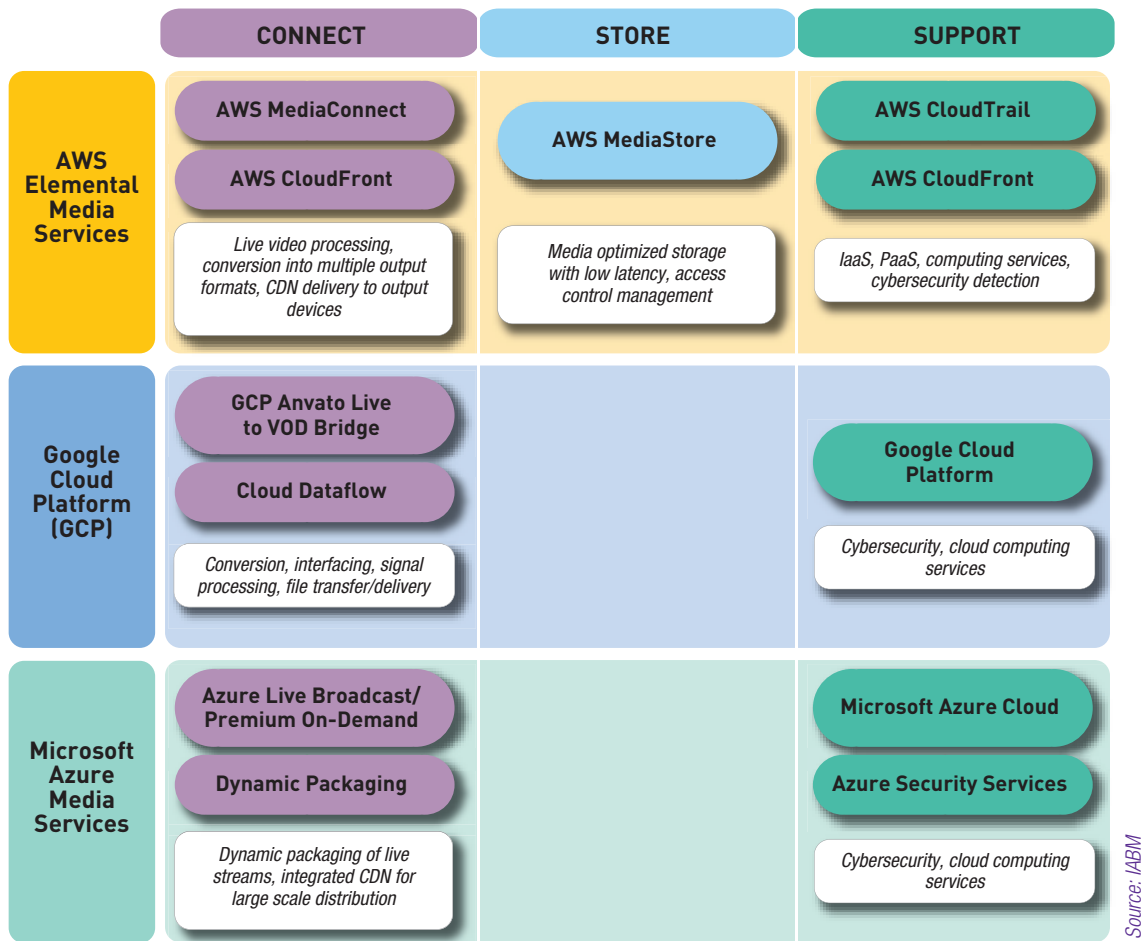 CONNECT
STORE
SUPPORT
AWS
Elemental
Media
Services
AWS MediaConnect
AWS CloudFront
Live video processing,
conversion into multiple output
formats, CDN delivery to output
devices
AWS MediaStore
Media optimized storage
with low latency, access
control management
AWS CloudTrail
AWS CloudFront
IaaS, PaaS, computing services,
cybersecurity detection
Google
Cloud
Platform
(GCP)
GCP Anvato Live
to VOD Bridge
Cloud Dataflow
Conversion, interfacing, signal
processing, file transfer/delivery
Google Cloud
Platform
Cybersecurity, cloud computing
services
Microsoft
Azure
Media
Services
Azure Live Broadcast/
Premium On-Demand
Dynamic Packaging
Dynamic packaging of live
streams, integrated CDN for
large scale distribution
Microsoft Azure Cloud
Azure Security Services
Cybersecurity, cloud computing
services
Source: IABM